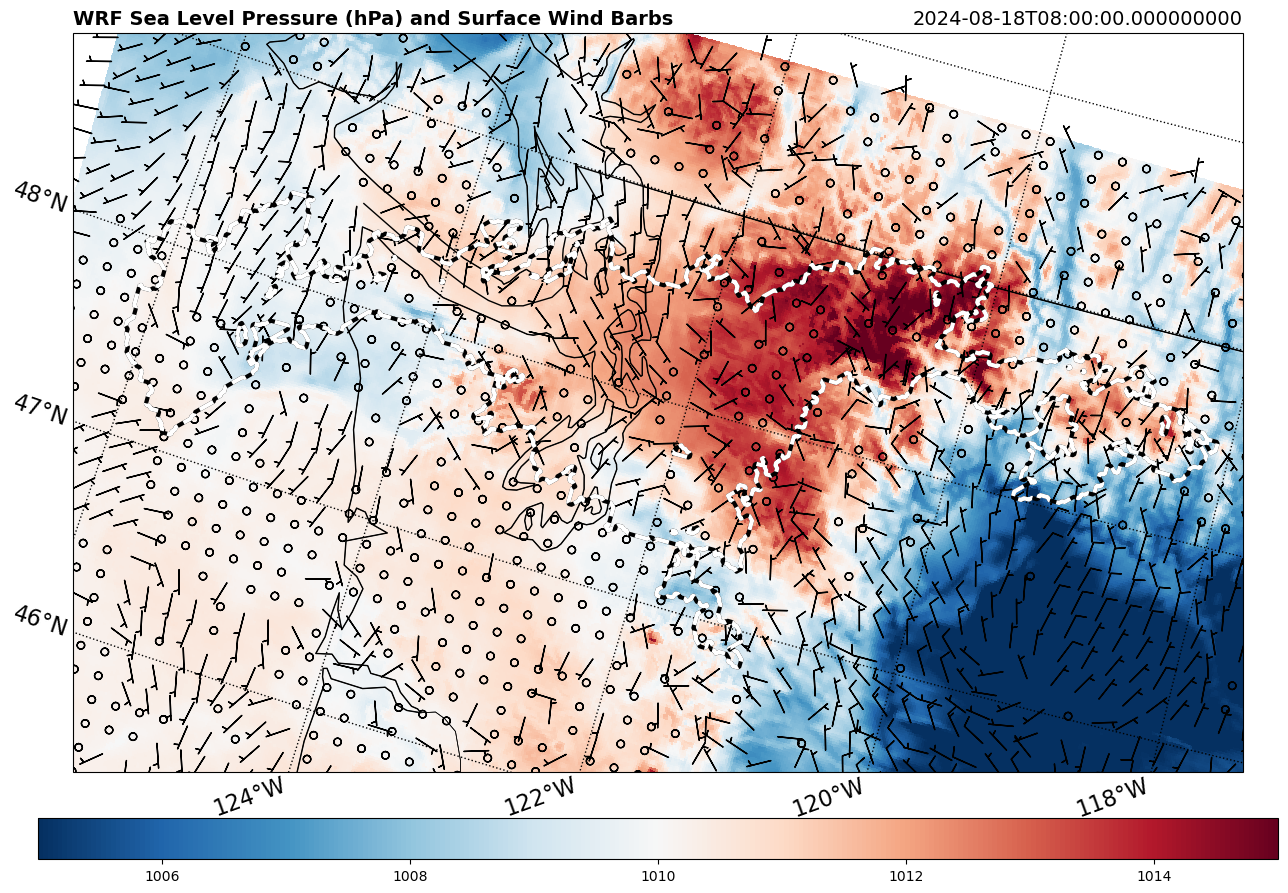 WRF Sea Level Pressure (hPa) and Surface Wind Barbs
2024-08-18T08:00:00.000000000
48°N
47°N
46°N
124°W
122°W
120°W
118°W
1006
1008
1010
1012
1014